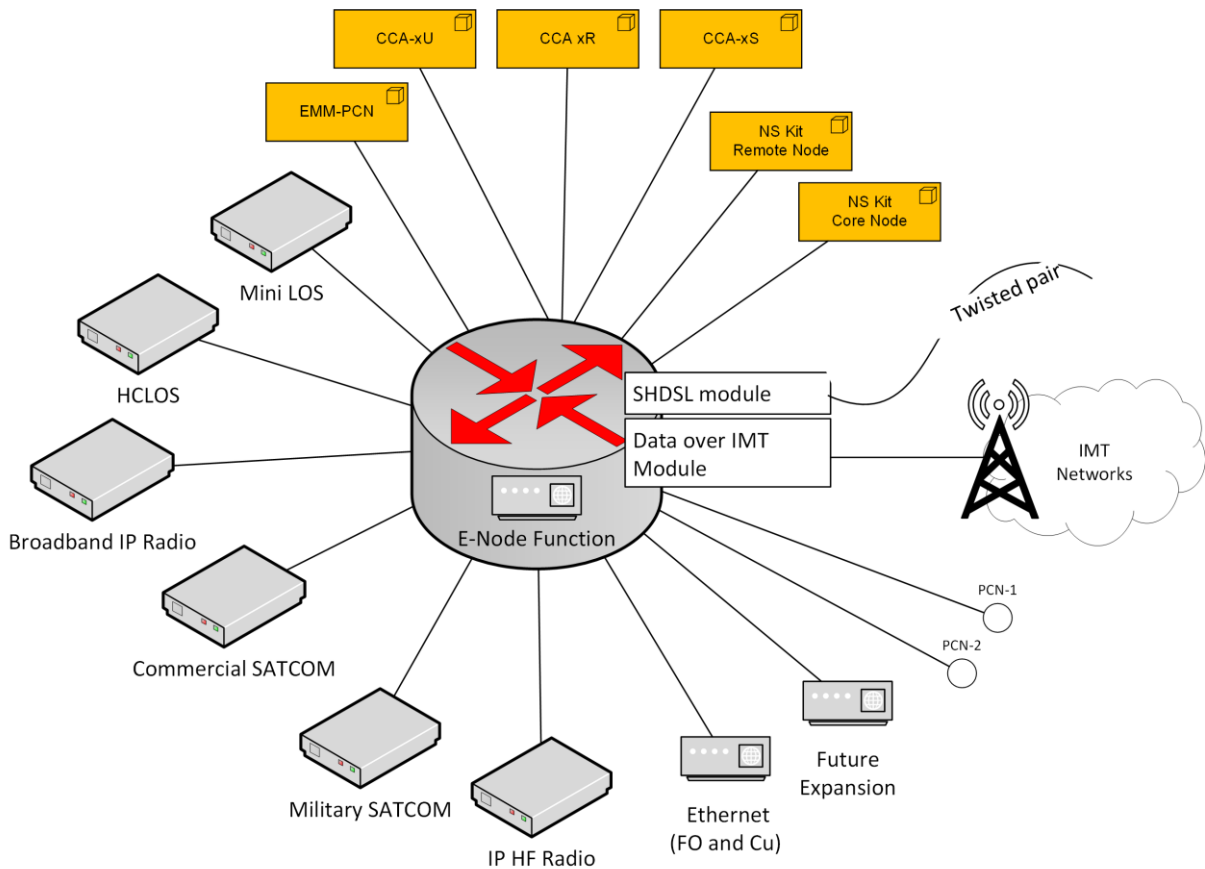 CCA-xU
CCA xR
CCA-xS
EMM-PCN
NS Kit
Remote Node
NS Kit
Core Node
Mini LOS
Twisted pair
HCLOS
SHDSL module
Data over IMT
Module
IMT
Networks
Broadband IP Radio
E-Node Function
PCN-1
PCN-2
Commercial SATCOM
Military SATCOM
IP HF Radio
Ethernet
(FO and Cu)
Future
Expansion